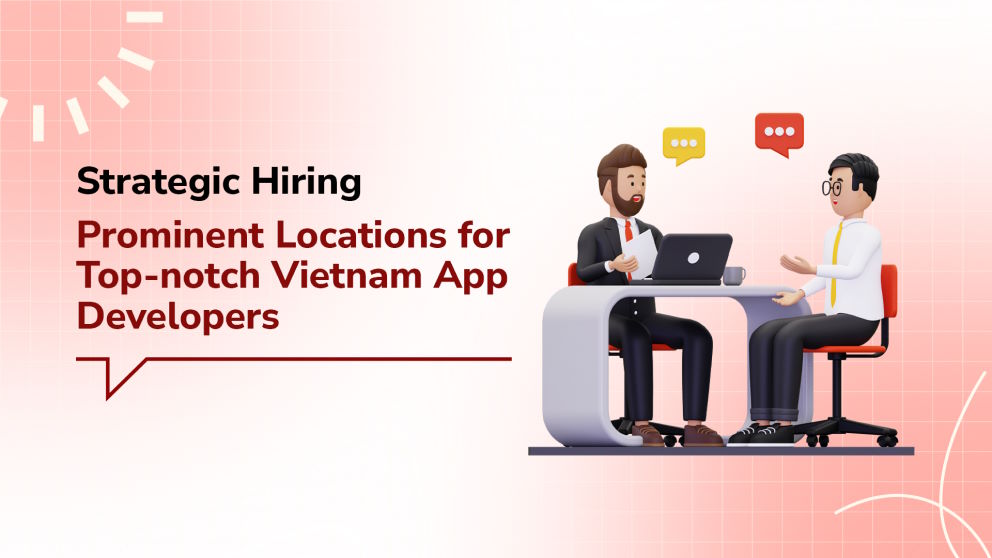 Strategic Hiring
Prominent Locations for
Top-notch Vietnam App
Developers